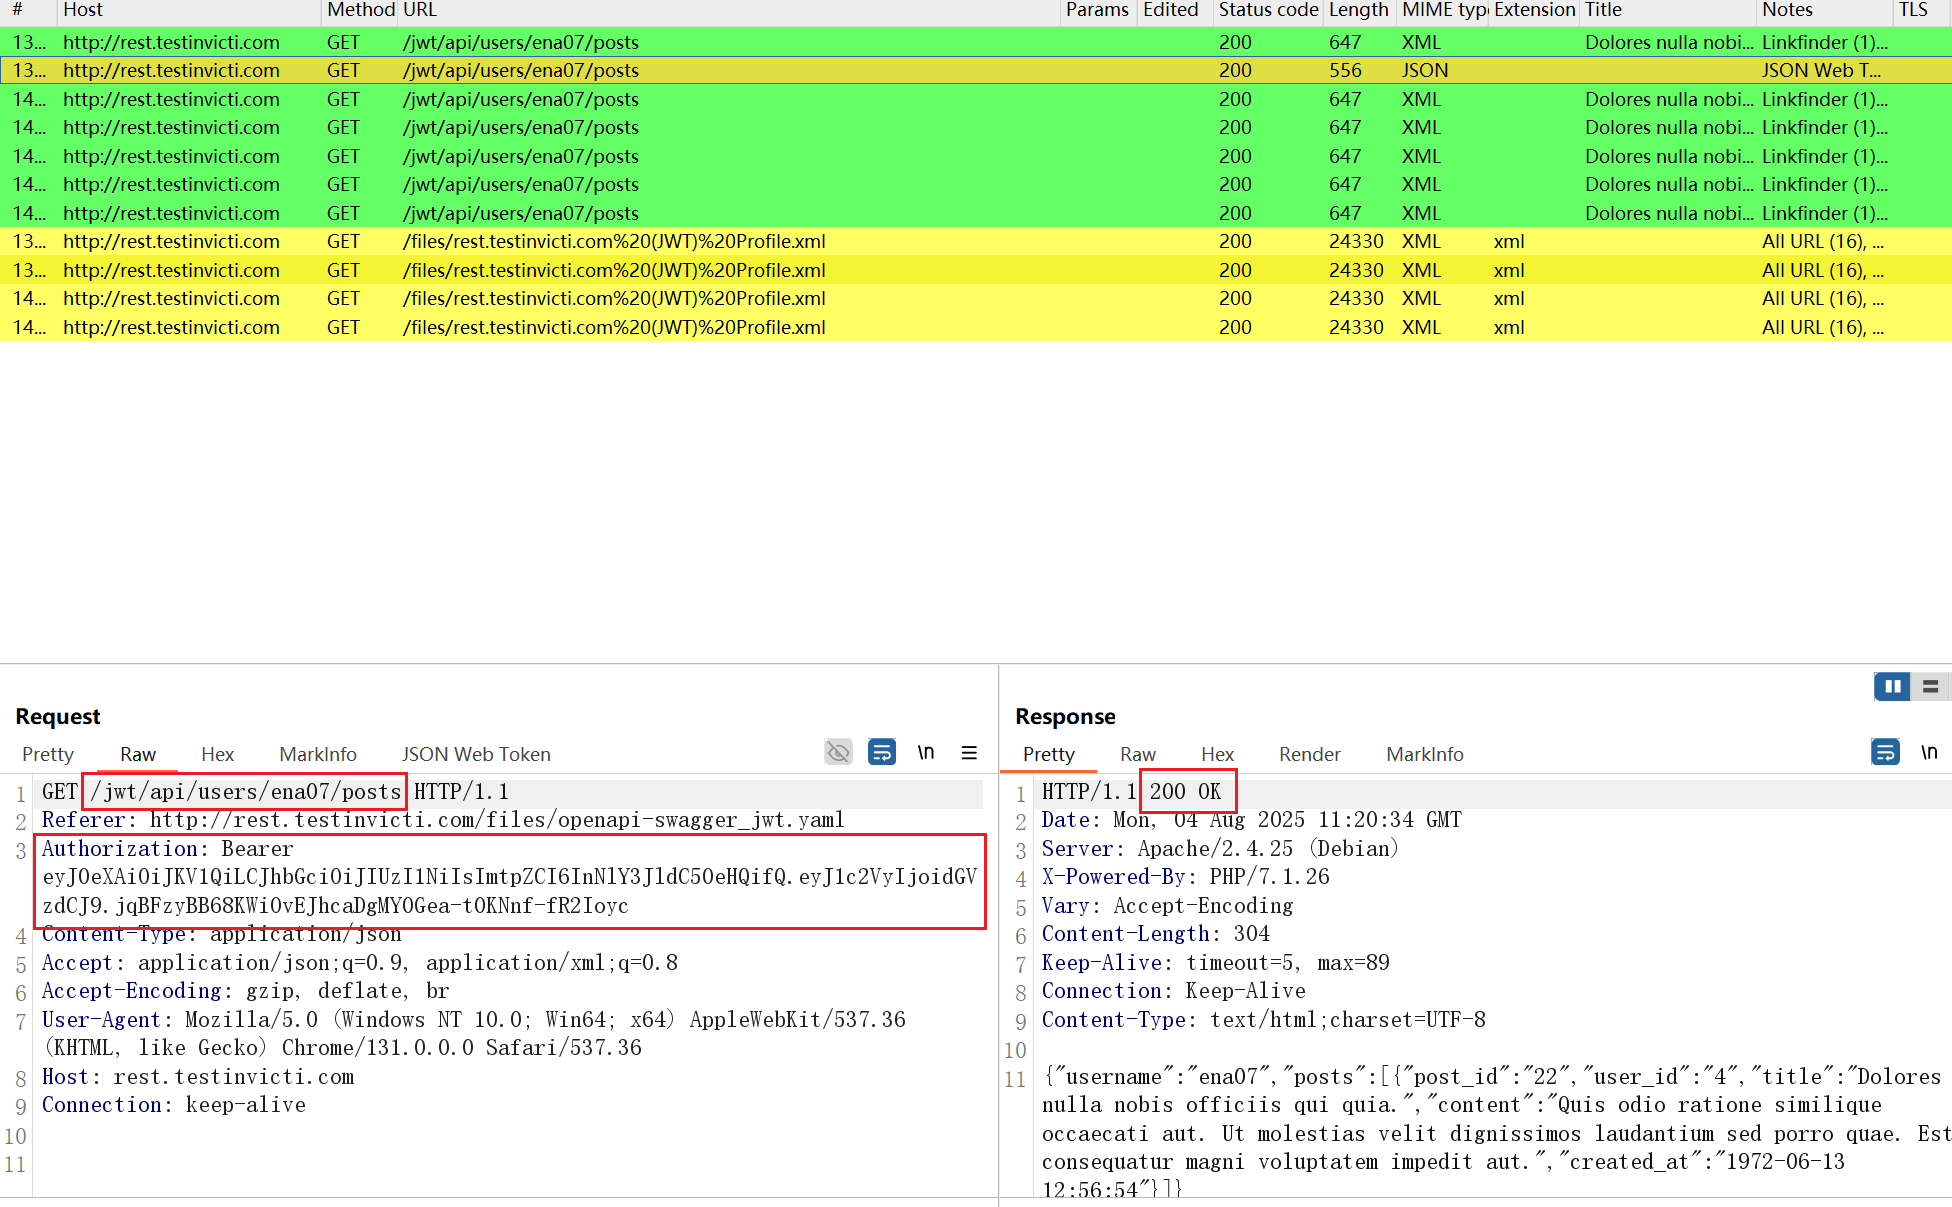 # Host Method URL Params Edited Status code Length MIME type Extension Title Notes TLS
13... http://rest.testinvicti.com GET /jwt/api/users/ena07/posts 200 647 XML Dolores nulla nobi... Linkfinder (1)...
13... http://rest.testinvicti.com GET /jwt/api/users/ena07/posts 200 556 JSON JSON Web T...
14... http://rest.testinvicti.com GET /jwt/api/users/ena07/posts 200 647 XML Dolores nulla nobi... Linkfinder (1)...
14... http://rest.testinvicti.com GET /jwt/api/users/ena07/posts 200 647 XML Dolores nulla nobi... Linkfinder (1)...
14... http://rest.testinvicti.com GET /jwt/api/users/ena07/posts 200 647 XML Dolores nulla nobi... Linkfinder (1)...
14... http://rest.testinvicti.com GET /jwt/api/users/ena07/posts 200 647 XML Dolores nulla nobi... Linkfinder (1)...
14... http://rest.testinvicti.com GET /jwt/api/users/ena07/posts 200 647 XML Dolores nulla nobi... Linkfinder (1)...
13... http://rest.testinvicti.com GET /files/rest.testinvicti.com%20(JWT)%20Profile.xml 200 24330 XML xml All URL (16), ...
13... http://rest.testinvicti.com GET /files/rest.testinvicti.com%20(JWT)%20Profile.xml 200 24330 XML xml All URL (16), ...
14... http://rest.testinvicti.com GET /files/rest.testinvicti.com%20(JWT)%20Profile.xml 200 24330 XML xml All URL (16), ...
14... http://rest.testinvicti.com GET /files/rest.testinvicti.com%20(JWT)%20Profile.xml 200 24330 XML xml All URL (16), ...
Request
Pretty Raw Hex MarkInfo JSON Web Token \n
1 GET /jwt/api/users/ena07/posts HTTP/1.1
2 Referer: http://rest.testinvicti.com/files/openapi-swagger_jwt.yaml
3 Authorization: Bearer
eyJ0eXAiOiJKV1QiLCJhbGciOiJIUzI1NiIsImtpZCI6InNlY3JldC50eHQifQ.eyJ1c2VyIjoidGV
zdCJ9.jqBFzyBB68KWi0vEJhcaDgMY0Gea-tOKNnf-fR2Ioyc
4 Content-Type: application/json
5 Accept: application/json;q=0.9, application/xml;q=0.8
6 Accept-Encoding: gzip, deflate, br
7 User-Agent: Mozilla/5.0 (Windows NT 10.0; Win64; x64) AppleWebKit/537.36
(KHTML, like Gecko) Chrome/131.0.0.0 Safari/537.36
8 Host: rest.testinvicti.com
9 Connection: keep-alive
10
11
Response
Pretty Raw Hex Render MarkInfo \n
1 HTTP/1.1 200 OK
2 Date: Mon, 04 Aug 2025 11:20:34 GMT
3 Server: Apache/2.4.25 (Debian)
4 X-Powered-By: PHP/7.1.26
5 Vary: Accept-Encoding
6 Content-Length: 304
7 Keep-Alive: timeout=5, max=89
8 Connection: Keep-Alive
9 Content-Type: text/html;charset=UTF-8
10
11 {"username":"ena07","posts":[{"post_id":"22","user_id":"4","title":"Dolores
nulla nobis officiis qui quia.","content":"Quis odio ratione similique
occaecati aut. Ut molestias velit dignissimos laudantium sed porro quae. Est
consequatur magni voluptatem impedit aut.","created_at":"1972-06-13
12:56:54"}]}